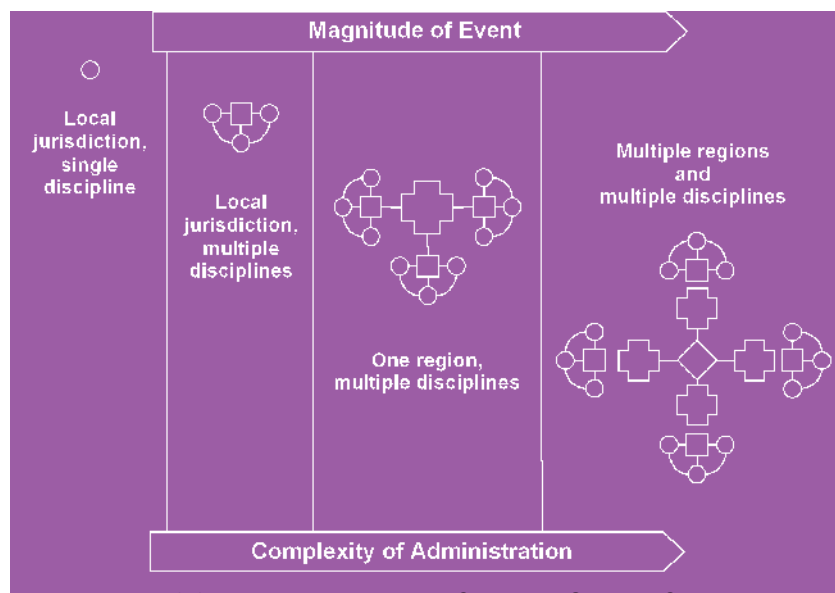 Magnitude of Event
Local
jurisdiction,
single
discipline
Local
jurisdiction,
multiple
disciplines
One region,
multiple disciplines
Multiple regions
and
multiple disciplines
Complexity of Administration